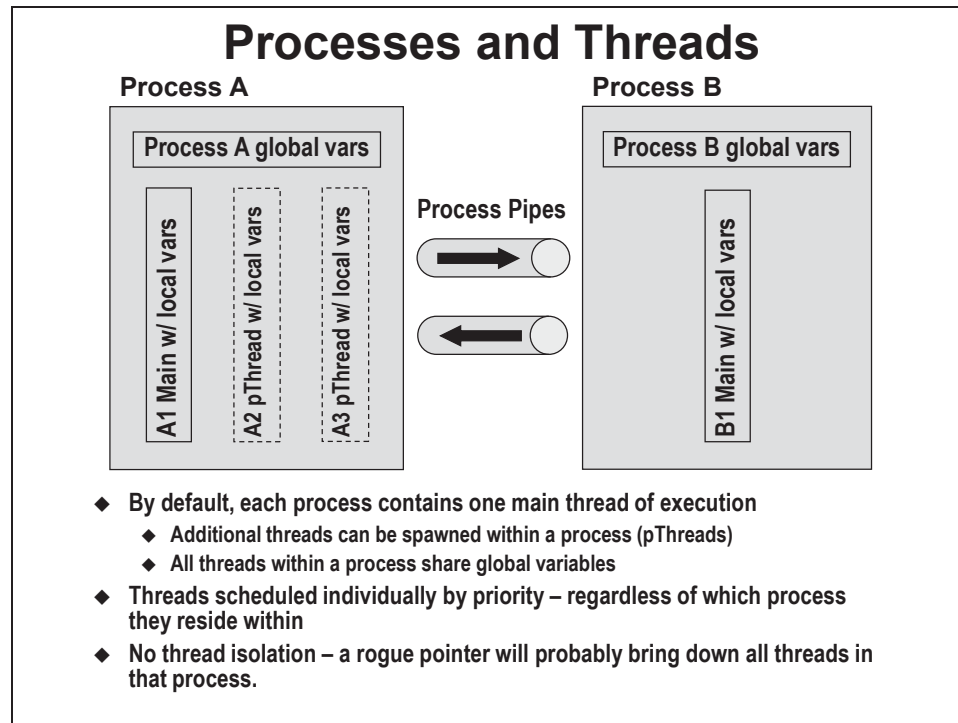 Processes and Threads
Process A
Process B
Process A global vars
A1 Main w/ local vars
A2 pThread w/ local vars
A3 pThread w/ local vars
Process Pipes
Process B global vars
B1 Main w/ local vars
◆ By default, each process contains one main thread of execution
◆ Additional threads can be spawned within a process (pThreads)
◆ All threads within a process share global variables
◆ Threads scheduled individually by priority – regardless of which process
they reside within
◆ No thread isolation – a rogue pointer will probably bring down all threads in
that process.